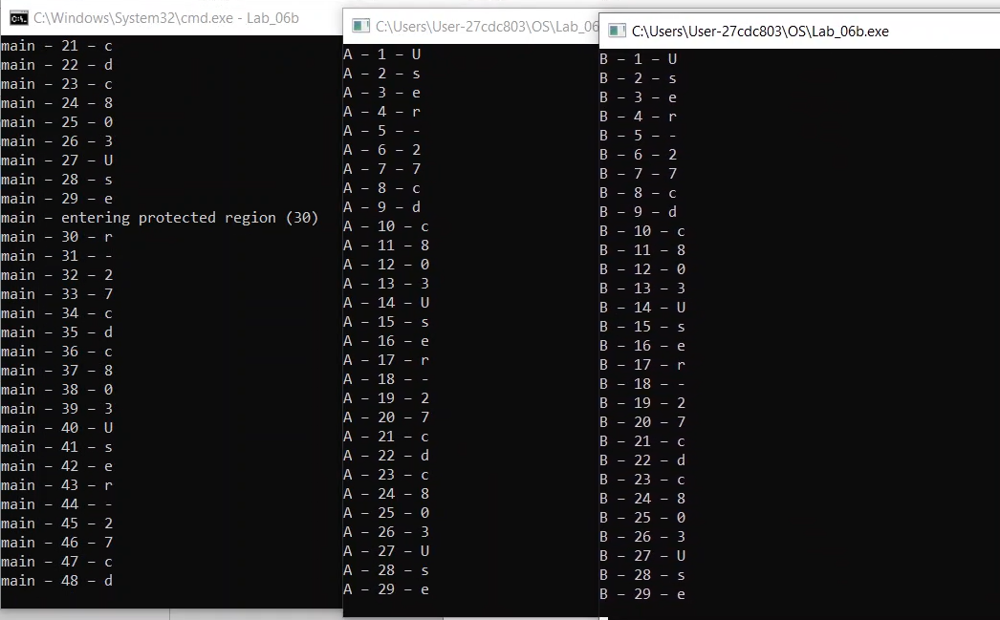 C:\Windows\System32\cmd.exe - Lab_06b
main - 21 - c
main - 22 - d
main - 23 - c
main - 24 - 8
main - 25 - 0
main - 26 - 3
main - 27 - U
main - 28 - s
main - 29 - e
main - entering protected region (30)
main - 30 - r
main - 31 - -
main - 32 - 2
main - 33 - 7
main - 34 - c
main - 35 - d
main - 36 - c
main - 37 - 8
main - 38 - 0
main - 39 - 3
main - 40 - U
main - 41 - s
main - 42 - e
main - 43 - r
main - 44 - -
main - 45 - 2
main - 46 - 7
main - 47 - c
main - 48 - d
C:\Users\User-27cdc803\OS\Lab_06
A - 1 - U
A - 2 - s
A - 3 - e
A - 4 - r
A - 5 - -
A - 6 - 2
A - 7 - 7
A - 8 - c
A - 9 - d
A - 10 - c
A - 11 - 8
A - 12 - 0
A - 13 - 3
A - 14 - U
A - 15 - s
A - 16 - e
A - 17 - r
A - 18 - -
A - 19 - 2
A - 20 - 7
A - 21 - c
A - 22 - d
A - 23 - c
A - 24 - 8
A - 25 - 0
A - 26 - 3
A - 27 - U
A - 28 - s
A - 29 - e
C:\Users\User-27cdc803\OS\Lab_06b.exe
B - 1 - U
B - 2 - s
B - 3 - e
B - 4 - r
B - 5 - -
B - 6 - 2
B - 7 - 7
B - 8 - c
B - 9 - d
B - 10 - c
B - 11 - 8
B - 12 - 0
B - 13 - 3
B - 14 - U
B - 15 - s
B - 16 - e
B - 17 - r
B - 18 - -
B - 19 - 2
B - 20 - 7
B - 21 - c
B - 22 - d
B - 23 - c
B - 24 - 8
B - 25 - 0
B - 26 - 3
B - 27 - U
B - 28 - s
B - 29 - e